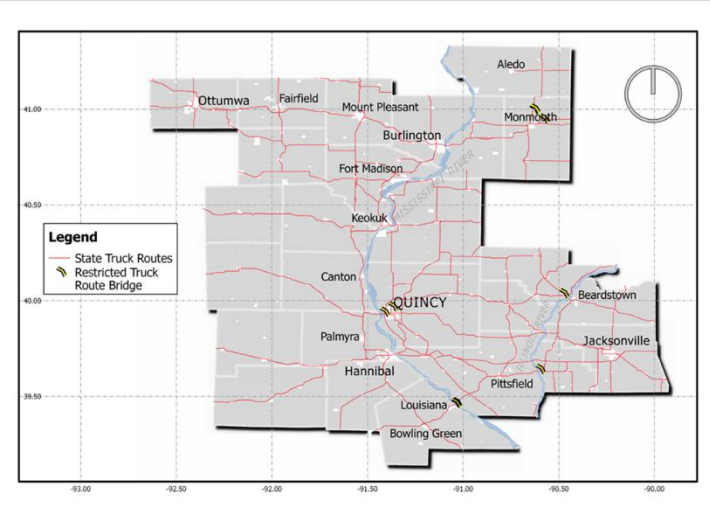 Aledo
Ottumwa
Fairfield
Mount Pleasant
41.00
Monmouth
Burlington
Fort Madison
MISSISSIPPI RIVER
40.50
Keokuk
Legend
State Truck Routes
Restricted Truck
Route Bridge
Canton
Beardstown
40.00
QUINCY
ILLINOIS RIVER
Palmyra
Jacksonville
Hannibal
Pittsfield
39.50
Louisiana
Bowling Green
-93.00 -92.50 -92.00 -91.50 -91.00 -90.50 -90.00